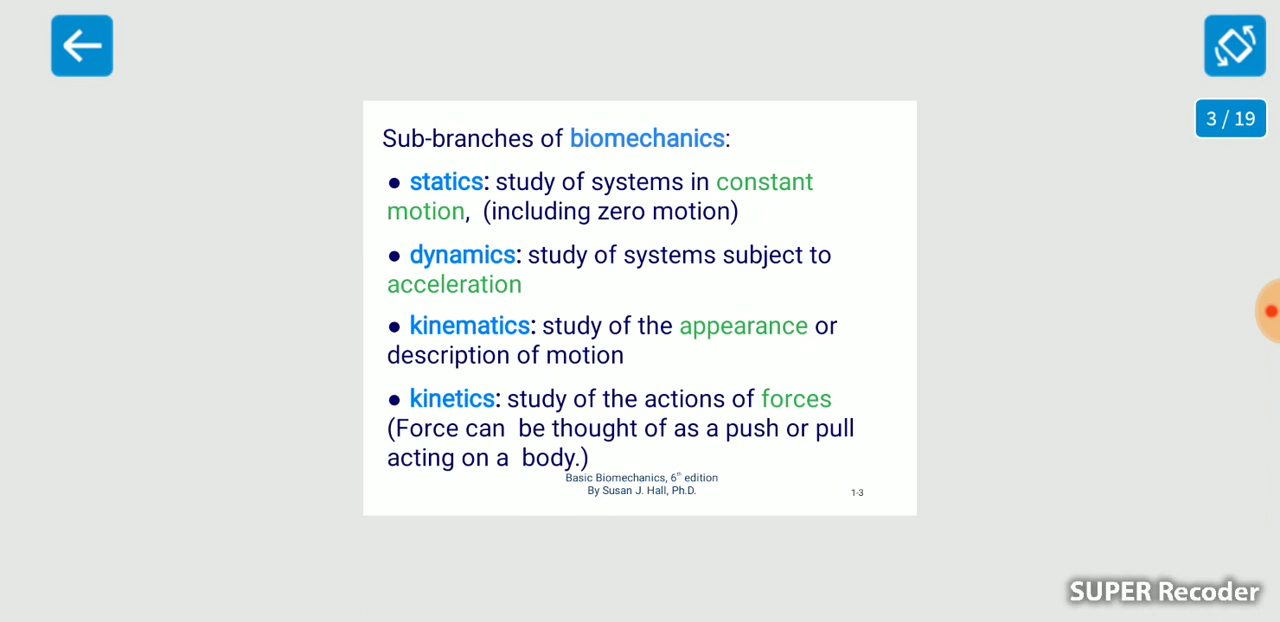 3 / 19
Sub-branches of biomechanics:
● statics: study of systems in constant
motion, (including zero motion)
● dynamics: study of systems subject to
acceleration
● kinematics: study of the appearance or
description of motion
● kinetics: study of the actions of forces
(Force can be thought of as a push or pull
acting on a body.)
Basic Biomechanics, 6th edition
By Susan J. Hall, Ph.D.
1-3
SUPER Recoder